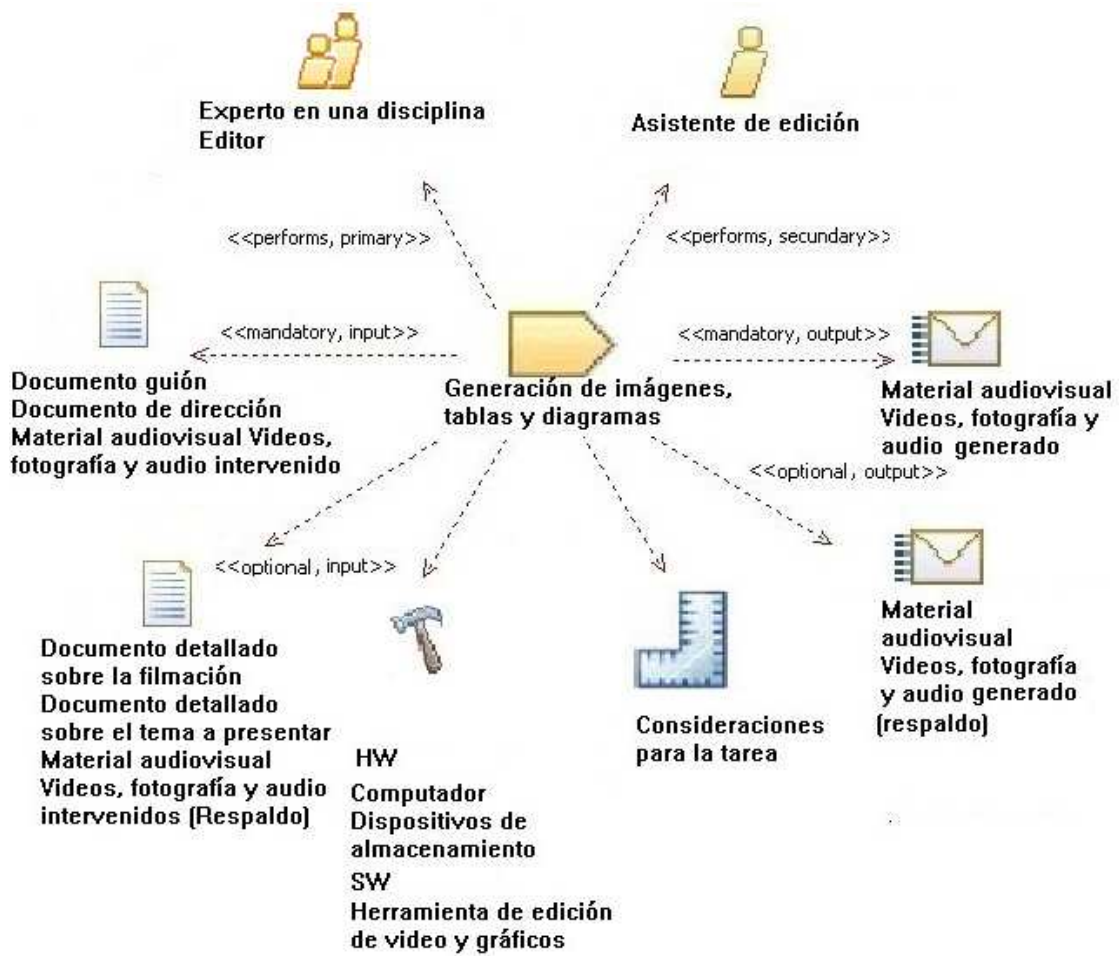 Experto en una disciplina
Editor
Asistente de edición
<<performs, primary>>
<<performs, secundary>>
<<mandatory, input>>
<<mandatory, output>>
Documento guión
Documento de dirección
Material audiovisual Videos,
fotografía y audio intervenido
Generación de imágenes,
tablas y diagramas
Material audiovisual
Videos, fotografía y
audio generado
<<optional, output>>
<<optional, input>>
Documento detallado
sobre la filmación
Documento detallado
sobre el tema a presentar
Material audiovisual
Videos, fotografía y audio
intervenidos (Respaldo)
HW
Computador
Dispositivos de
almacenamiento
SW
Herramienta de edición
de video y gráficos
Consideraciones
para la tarea
Material
audiovisual
Videos, fotografía
y audio generado
(respaldo)